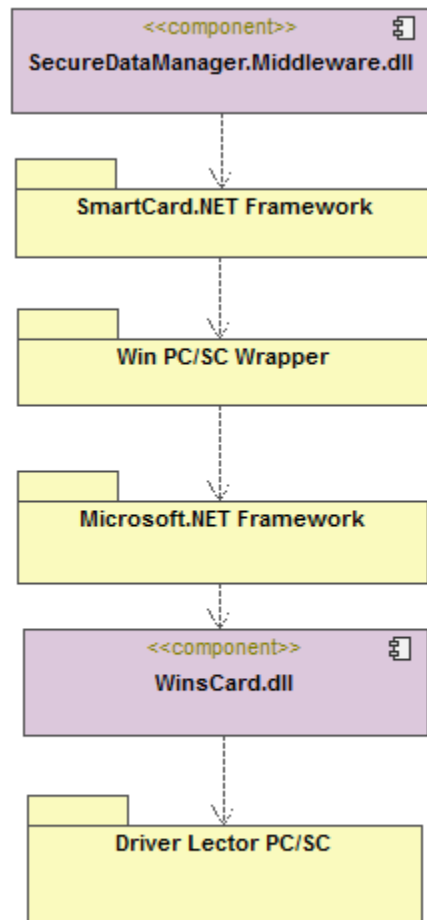 <<component>>
SecureDataManager.Middleware.dll
SmartCard.NET Framework
Win PC/SC Wrapper
Microsoft.NET Framework
<<component>>
WinsCard.dll
Driver Lector PC/SC